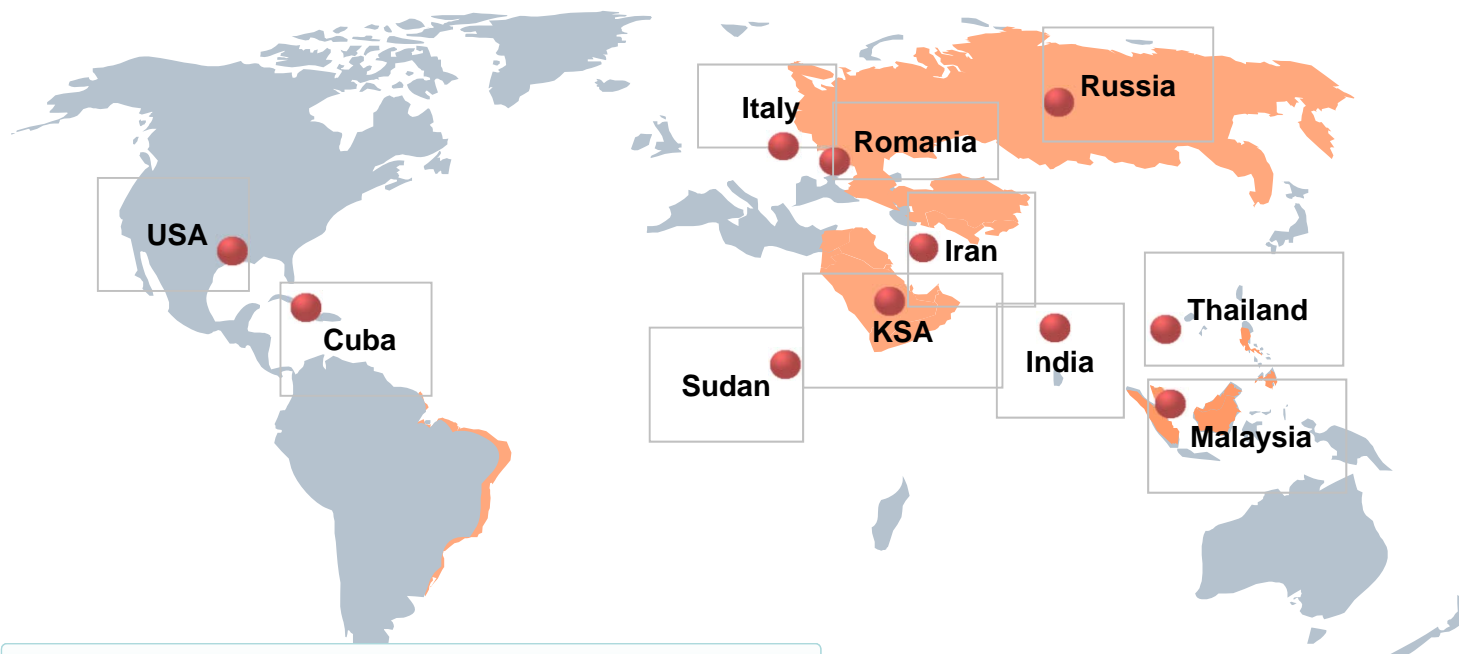 Russia
Italy
Romania
USA
Iran
Thailand
KSA
Cuba
India
Sudan
Malaysia